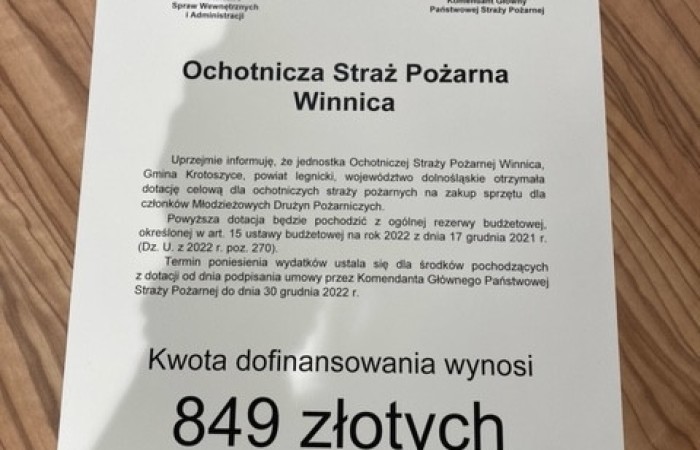 Spraw Wewnętrznych
i Administracji
Komendant Główny
Państwowej Straży Pożarnej
Ochotnicza Straż Pożarna
Winnica
Uprzejmie informuję, że jednostka Ochotniczej Straży Pożarnej Winnica,
Gmina Krotoszyce, powiat legnicki, województwo dolnośląskie otrzymała
dotację celową dla ochotniczych straży pożarnych na zakup sprzętu dla
członków Młodzieżowych Drużyn Pożarniczych.
Powyższa dotacja będzie pochodzić z ogólnej rezerwy budżetowej,
określonej w art. 15 ustawy budżetowej na rok 2022 z dnia 17 grudnia 2021 r.
(Dz. U. z 2022 r. poz. 270).
Termin poniesienia wydatków ustala się dla środków pochodzących
z dotacji od dnia podpisania umowy przez Komendanta Głównego Państwowej
Straży Pożarnej do dnia 30 grudnia 2022 r.
Kwota dofinansowania wynosi
849 złotych